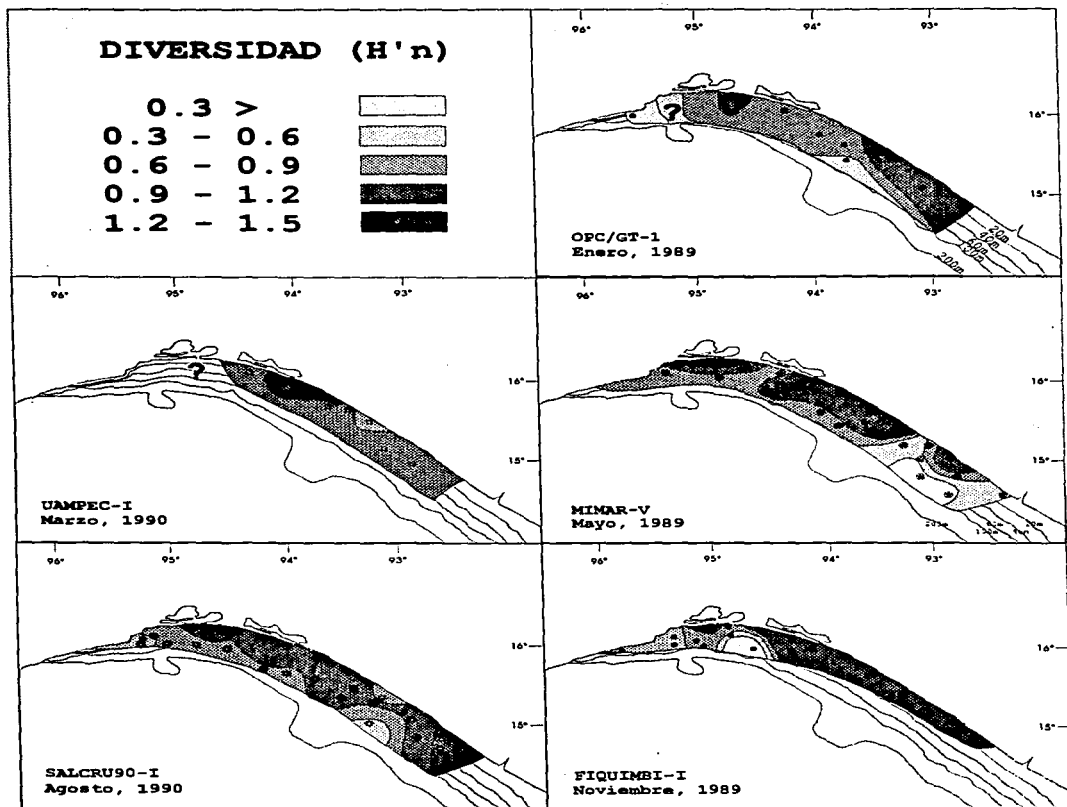 DIVERSIDAD (H'n)
0.3 >
0.3 - 0.6
0.6 - 0.9
0.9 - 1.2
1.2 - 1.5
96° 95° 94° 93°
?
16°
15°
20m
40m
60m
200m
OPC/GT-1
Enero, 1989
96° 95° 94° 93°
?
16°
15°
UAMPEC-I
Marzo, 1990
96° 95° 94° 93°
16°
15°
MIMAR-V
Mayo, 1989
96° 95° 94° 93°
16°
15°
SALCRU90-I
Agosto, 1990
96° 95° 94° 93°
16°
15°
FIQUIMBI-I
Noviembre, 1989